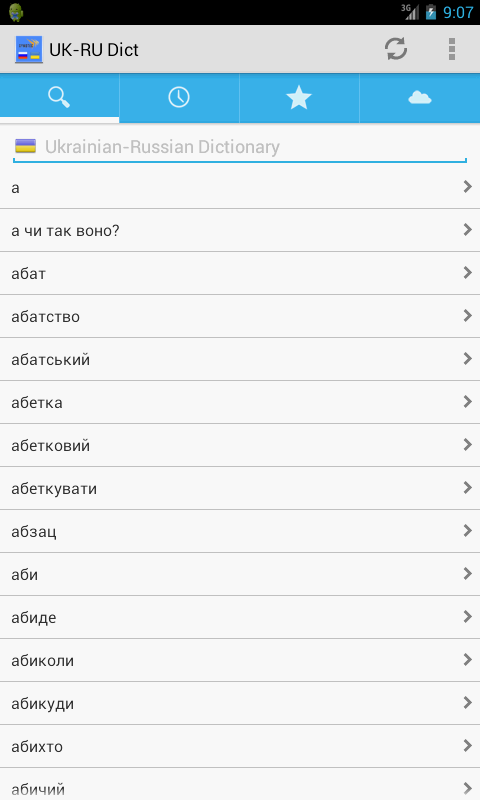 3G 9:07
UK-RU Dict
Ukrainian-Russian Dictionary
а
а чи так воно?
абат
абатство
абатський
абетка
абетковий
абеткувати
абзац
аби
абиде
абиколи
абикуди
абихто
абичий